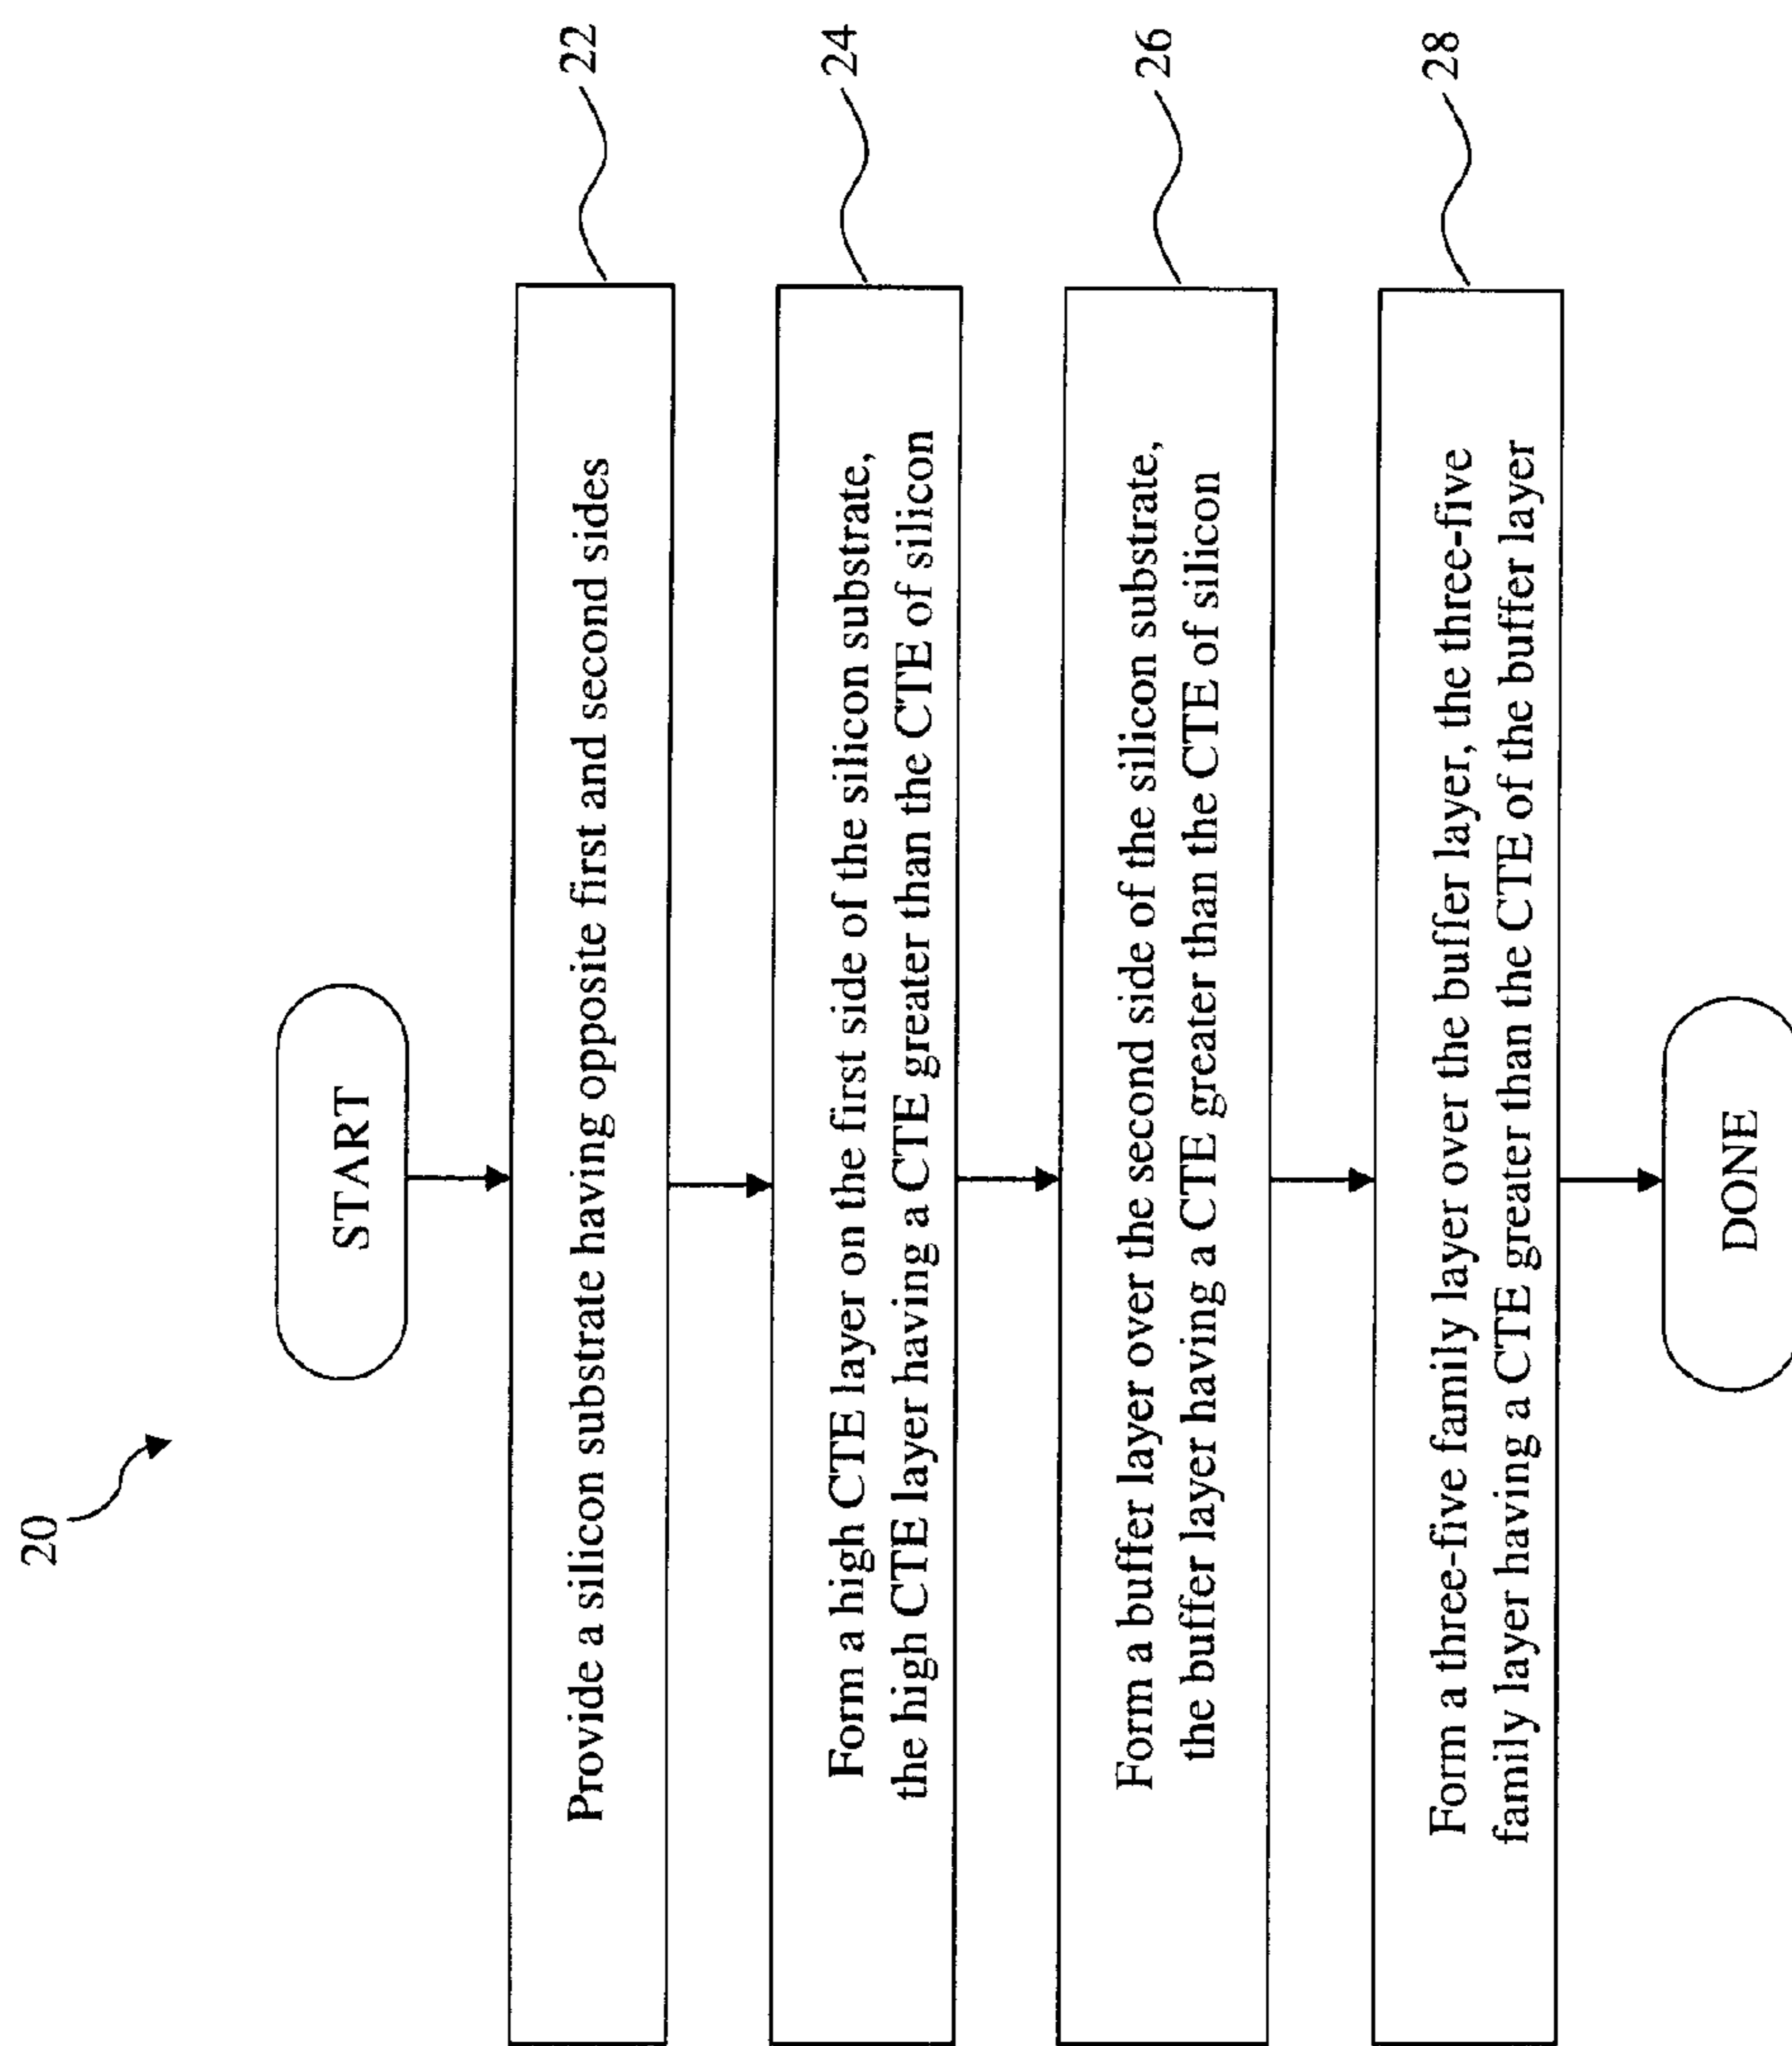 20
START
Provide a silicon substrate having opposite first and second sides
22
Form a high CTE layer on the first side of the silicon substrate,
the high CTE layer having a CTE greater than the CTE of silicon
24
Form a buffer layer over the second side of the silicon substrate,
the buffer layer having a CTE greater than the CTE of silicon
26
Form a three-five family layer over the buffer layer, the three-five
family layer having a CTE greater than the CTE of the buffer layer
28
DONE